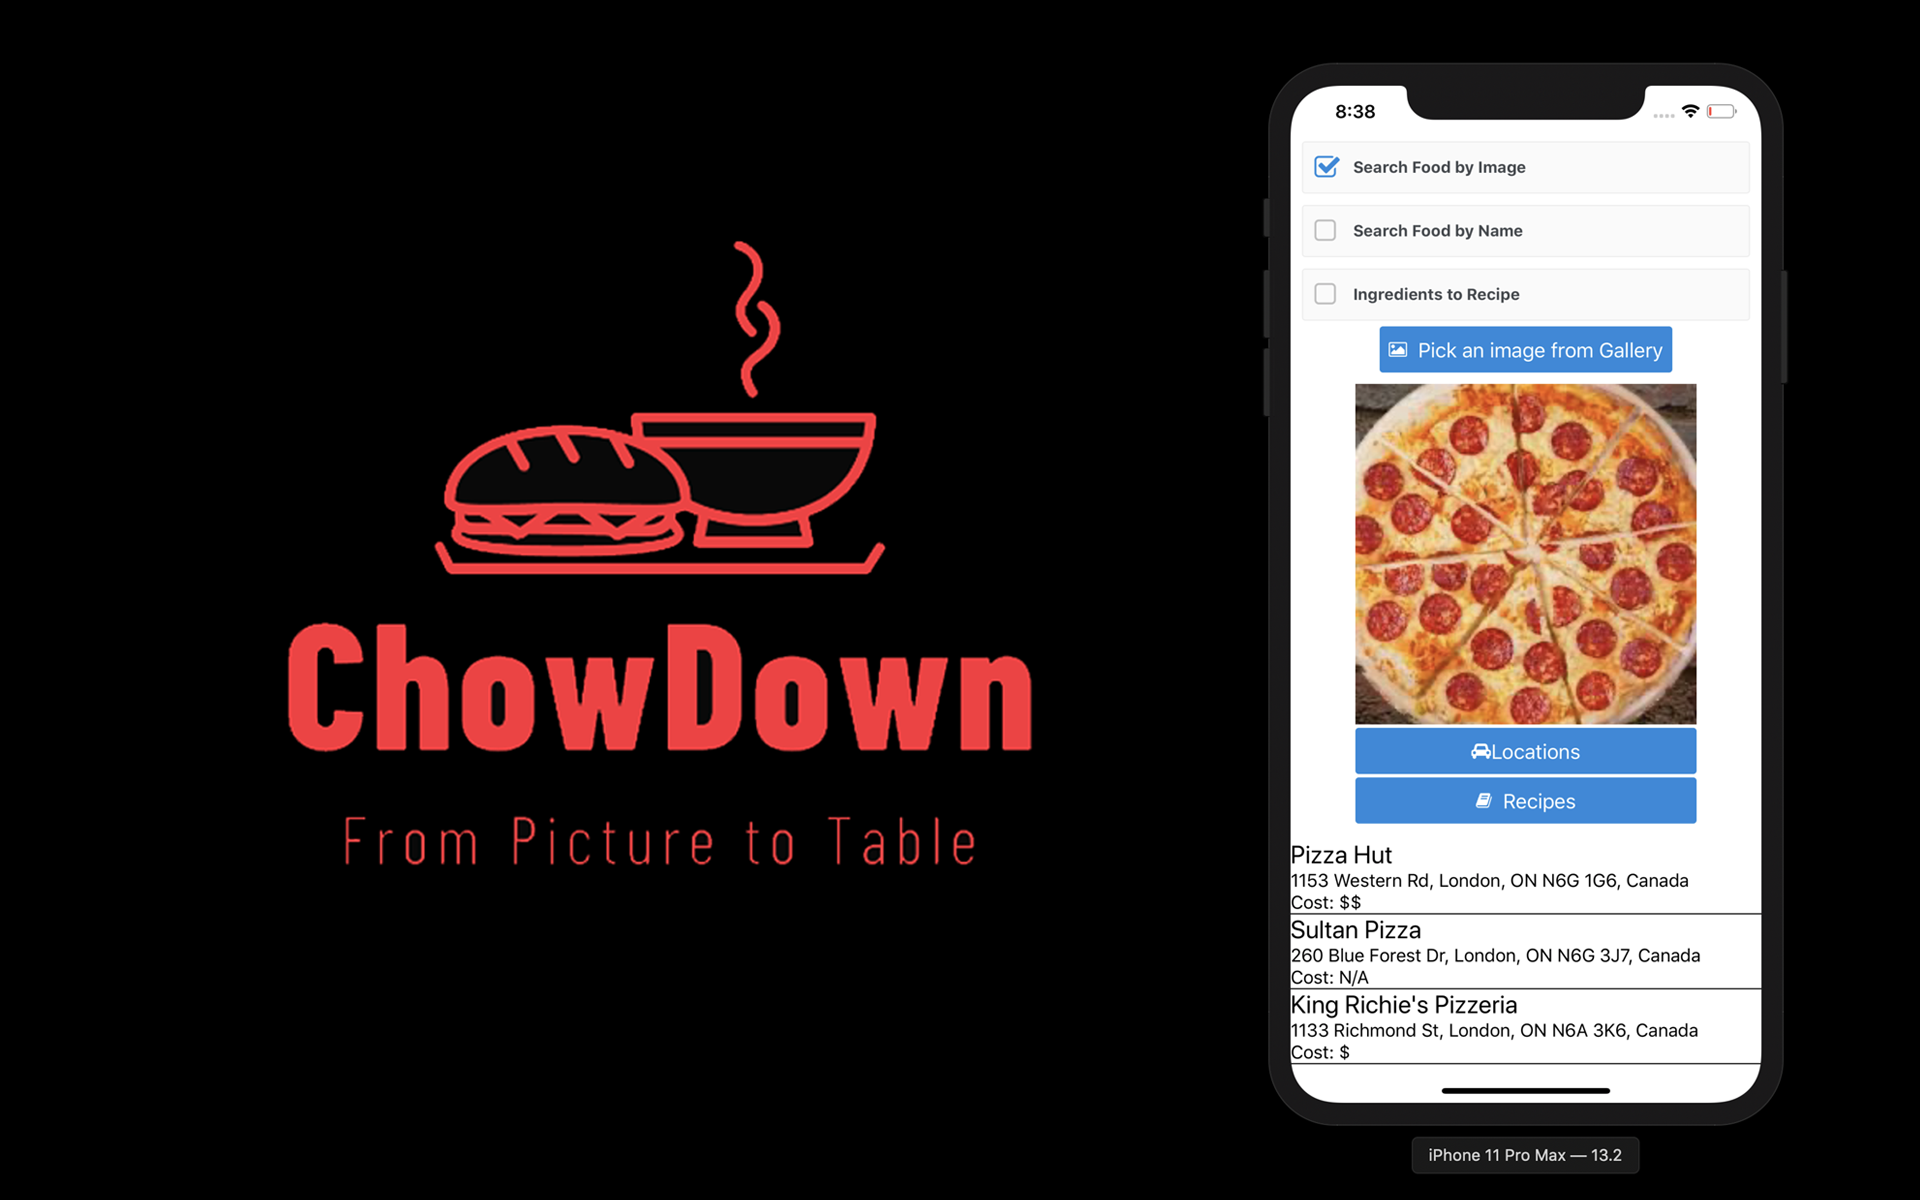 ChowDown
From Picture to Table
8:38
Search Food by Image
Search Food by Name
Ingredients to Recipe
Pick an image from Gallery
Locations
Recipes
Pizza Hut
1153 Western Rd, London, ON N6G 1G6, Canada
Cost: $$
Sultan Pizza
260 Blue Forest Dr, London, ON N6G 3J7, Canada
Cost: N/A
King Richie's Pizzeria
1133 Richmond St, London, ON N6A 3K6, Canada
Cost: $
iPhone 11 Pro Max — 13.2